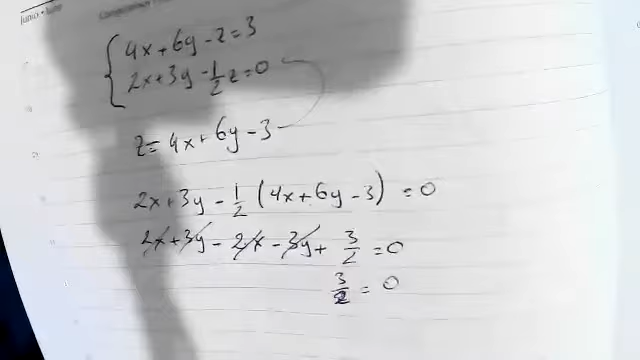 4x+6y-z=3
2x+3y-1/2 z=0
z=4x+6y-3
2x+3y-1/2(4x+6y-3)=0
2x+3y-2x-3y+3/2=0
3/2=0